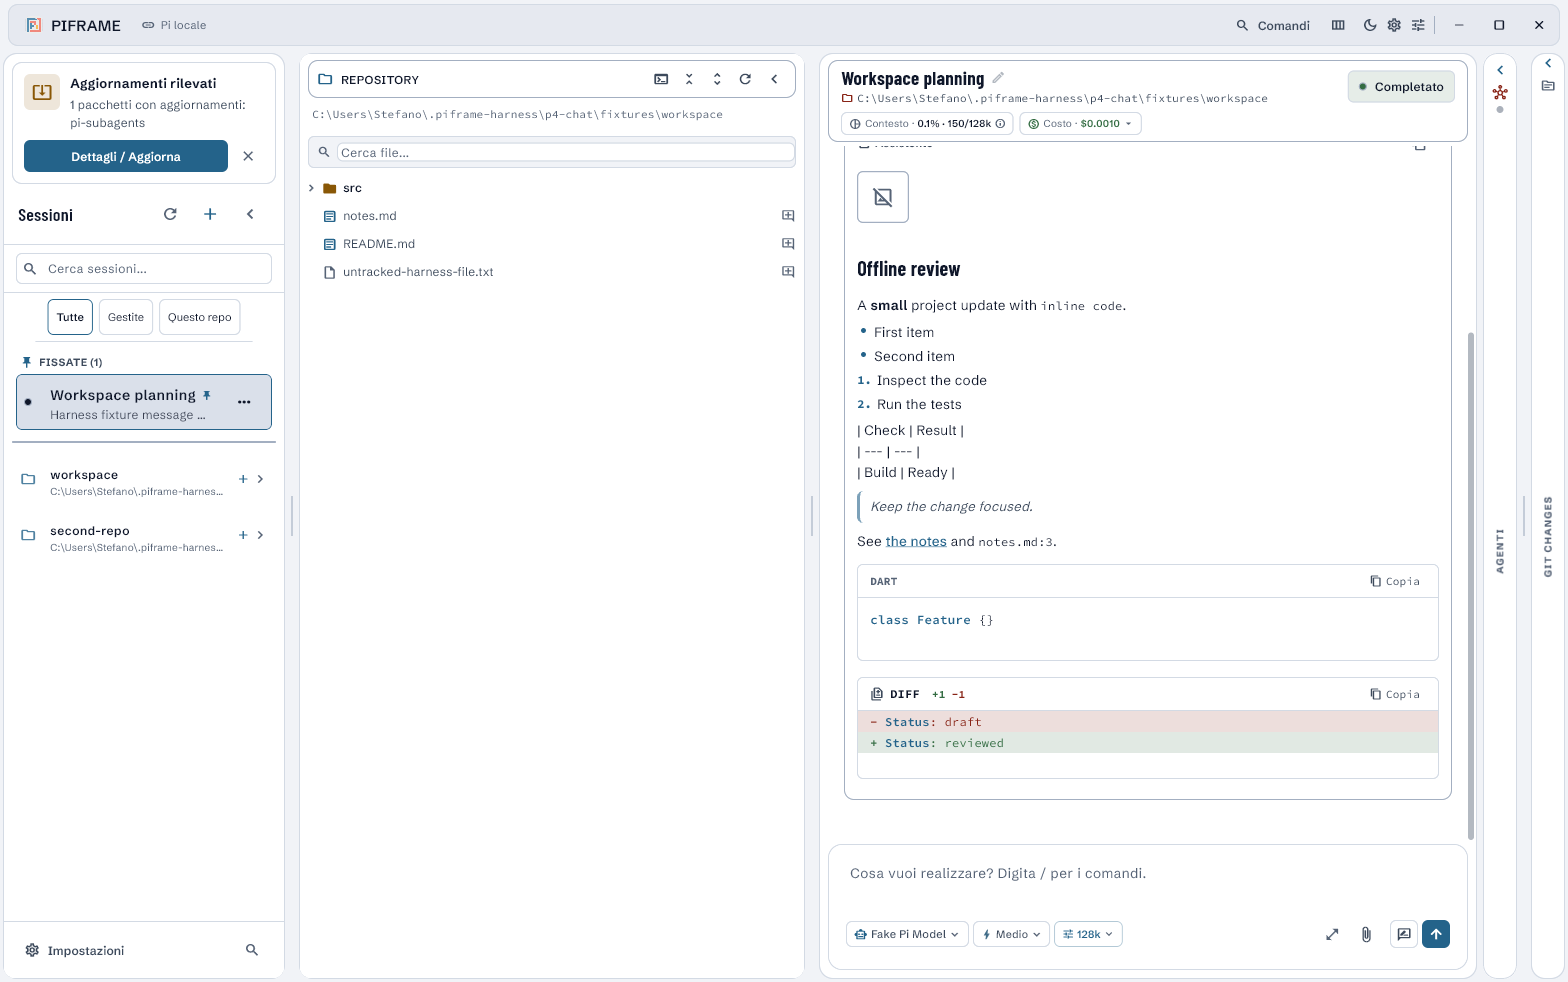 PIFRAME
Pi locale
Comandi
Aggiornamenti rilevati
1 pacchetti con aggiornamenti:
pi-subagents
Dettagli / Aggiorna
Sessioni
Cerca sessioni...
Tutte
Gestite
Questo repo
FISSATE (1)
Workspace planning
Harness fixture message ...
workspace
C:\Users\Stefano\.piframe-harnes...
second-repo
C:\Users\Stefano\.piframe-harnes...
Impostazioni
REPOSITORY
C:\Users\Stefano\.piframe-harness\p4-chat\fixtures\workspace
Cerca file...
src
notes.md
README.md
untracked-harness-file.txt
Workspace planning
C:\Users\Stefano\.piframe-harness\p4-chat\fixtures\workspace
Completato
Contesto · 0.1% · 150/128k
Costo · $0.0010
Offline review
A small project update with inline code.
• First item
• Second item
1. Inspect the code
2. Run the tests
| Check | Result |
| --- | --- |
| Build | Ready |
Keep the change focused.
See the notes and notes.md:3.
DART
Copia
class Feature {}
DIFF +1 -1
Copia
- Status: draft
+ Status: reviewed
Cosa vuoi realizzare? Digita / per i comandi.
Fake Pi Model
Medio
128k
AGENTI
GIT CHANGES